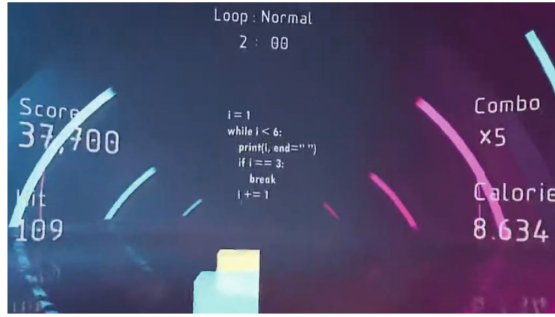 Loop : Normal
2 : 00
Score
37,700
Hit
109
i = 1
while i < 6:
print(i, end=" ")
if i == 3:
break
i += 1
Combo
x5
Calorie
8.634